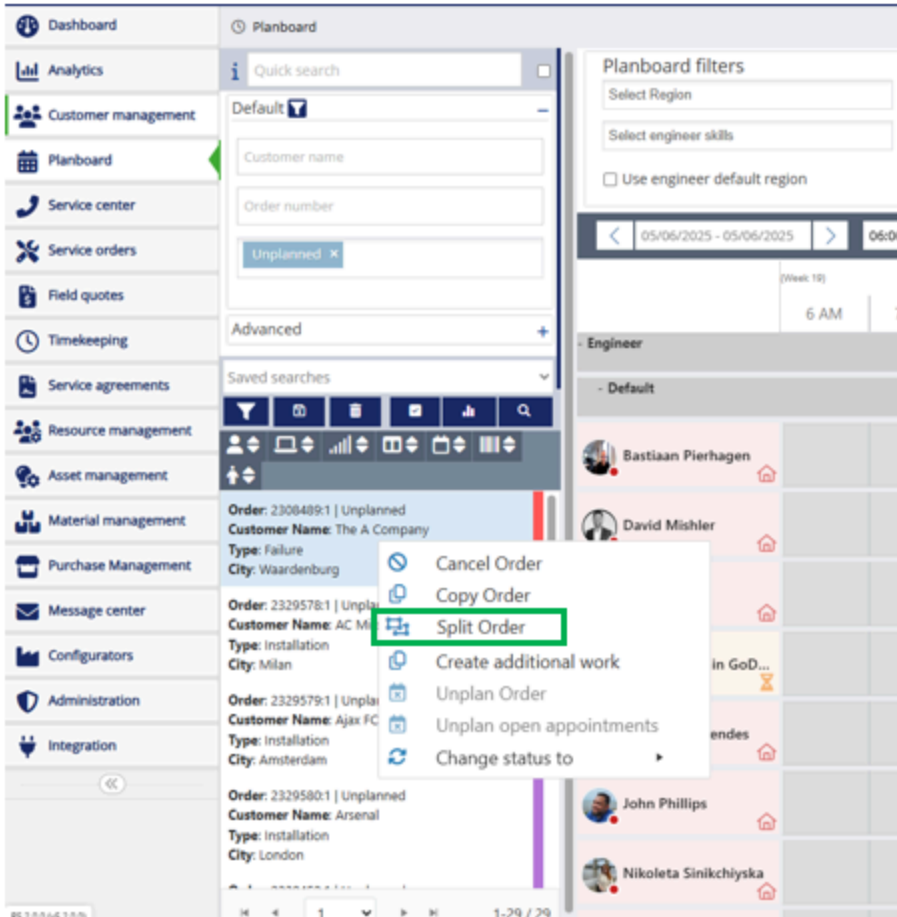 Dashboard
Analytics
Customer management
Planboard
Service center
Service orders
Field quotes
Timekeeping
Service agreements
Resource management
Asset management
Material management
Purchase Management
Message center
Configurators
Administration
Integration
Planboard
Quick search
Default
Customer name
Order number
Unplanned ×
Advanced
Saved searches
Order: 2308489:1 | Unplanned
Customer Name: The A Company
Type: Failure
City: Waardenburg
Order: 2329578:1 | Unpla
Customer Name: AC Mi
Type: Installation
City: Milan
Order: 2329579:1 | Unpla
Customer Name: Ajax FC
Type: Installation
City: Amsterdam
Order: 2329580:1 | Unplanned
Customer Name: Arsenal
Type: Installation
City: London
1
1-29 / 29
Cancel Order
Copy Order
Split Order
Create additional work
Unplan Order
Unplan open appointments
Change status to
Planboard filters
Select Region
Select engineer skills
Use engineer default region
05/06/2025 - 05/06/2025
06:0
(Week 19)
6 AM
- Engineer
- Default
Bastiaan Pierhagen
David Mishler
in GoD...
endes
John Phillips
Nikoleta Sinikchiyska